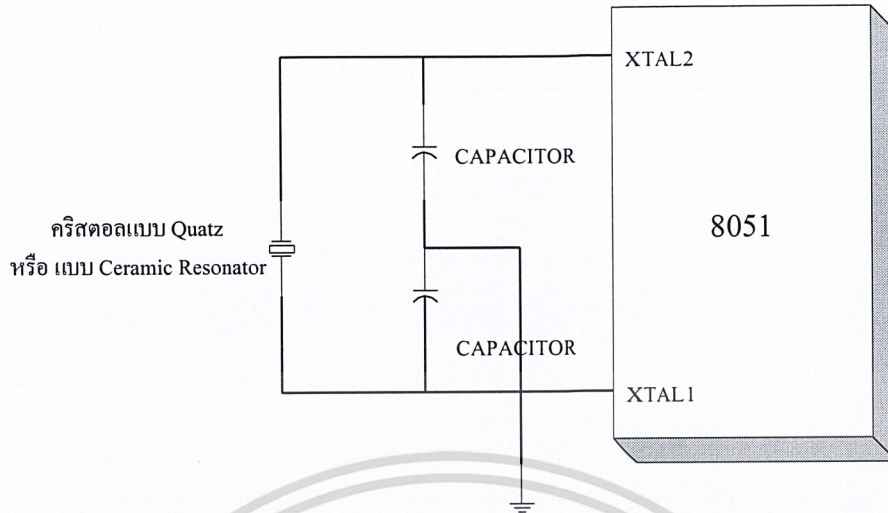 XTAL2
CAPACITOR
8051
คริสตอลแบบ Quatz
หรือ แบบ Ceramic Resonator
CAPACITOR
XTAL1